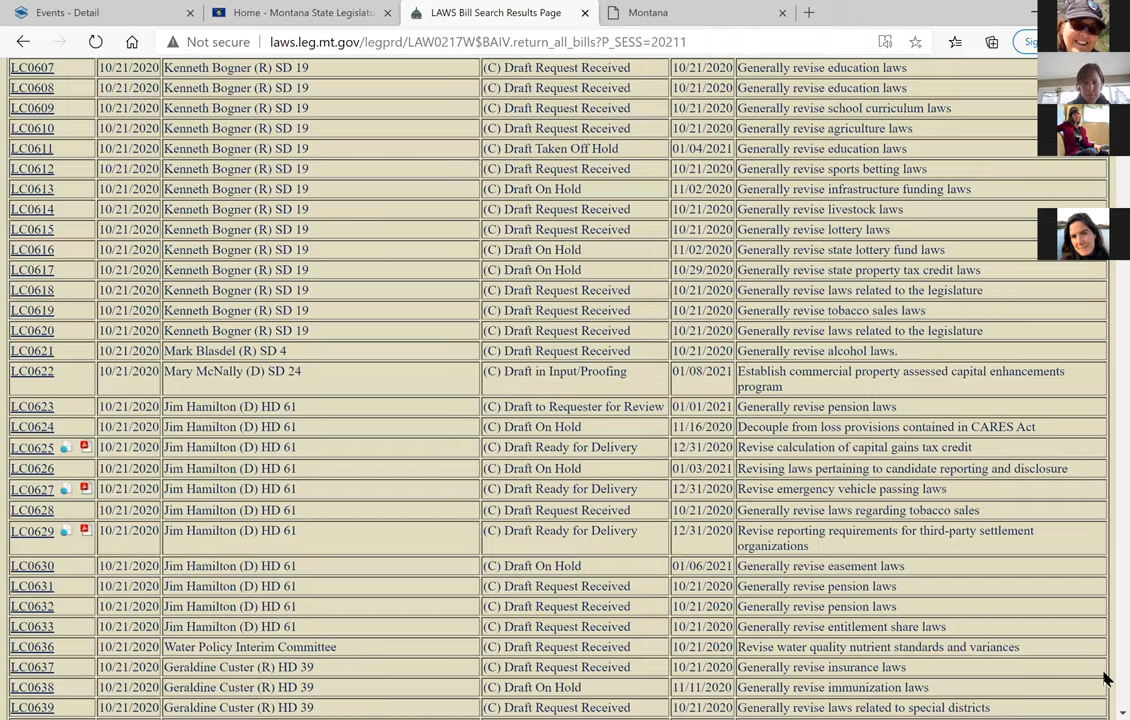 Events - Detail
Home - Montana State Legislatu
LAWS Bill Search Results Page
Montana
Not secure laws.leg.mt.gov/legprd/LAW0217W$BAIV.return_all_bills?P_SESS=20211
LC0607 10/21/2020 Kenneth Bogner (R) SD 19 (C) Draft Request Received 10/21/2020 Generally revise education laws
LC0608 10/21/2020 Kenneth Bogner (R) SD 19 (C) Draft Request Received 10/21/2020 Generally revise education laws
LC0609 10/21/2020 Kenneth Bogner (R) SD 19 (C) Draft Request Received 10/21/2020 Generally revise school curriculum laws
LC0610 10/21/2020 Kenneth Bogner (R) SD 19 (C) Draft Request Received 10/21/2020 Generally revise agriculture laws
LC0611 10/21/2020 Kenneth Bogner (R) SD 19 (C) Draft Taken Off Hold 01/04/2021 Generally revise education laws
LC0612 10/21/2020 Kenneth Bogner (R) SD 19 (C) Draft Request Received 10/21/2020 Generally revise sports betting laws
LC0613 10/21/2020 Kenneth Bogner (R) SD 19 (C) Draft On Hold 11/02/2020 Generally revise infrastructure funding laws
LC0614 10/21/2020 Kenneth Bogner (R) SD 19 (C) Draft Request Received 10/21/2020 Generally revise livestock laws
LC0615 10/21/2020 Kenneth Bogner (R) SD 19 (C) Draft Request Received 10/21/2020 Generally revise lottery laws
LC0616 10/21/2020 Kenneth Bogner (R) SD 19 (C) Draft On Hold 11/02/2020 Generally revise state lottery fund laws
LC0617 10/21/2020 Kenneth Bogner (R) SD 19 (C) Draft On Hold 10/29/2020 Generally revise state property tax credit laws
LC0618 10/21/2020 Kenneth Bogner (R) SD 19 (C) Draft Request Received 10/21/2020 Generally revise laws related to the legislature
LC0619 10/21/2020 Kenneth Bogner (R) SD 19 (C) Draft Request Received 10/21/2020 Generally revise tobacco sales laws
LC0620 10/21/2020 Kenneth Bogner (R) SD 19 (C) Draft Request Received 10/21/2020 Generally revise laws related to the legislature
LC0621 10/21/2020 Mark Blasdel (R) SD 4 (C) Draft Request Received 10/21/2020 Generally revise alcohol laws.
LC0622 10/21/2020 Mary McNally (D) SD 24 (C) Draft in Input/Proofing 01/08/2021 Establish commercial property assessed capital enhancements
program
LC0623 10/21/2020 Jim Hamilton (D) HD 61 (C) Draft to Requester for Review 01/01/2021 Generally revise pension laws
LC0624 10/21/2020 Jim Hamilton (D) HD 61 (C) Draft On Hold 11/16/2020 Decouple from loss provisions contained in CARES Act
LC0625 10/21/2020 Jim Hamilton (D) HD 61 (C) Draft Ready for Delivery 12/31/2020 Revise calculation of capital gains tax credit
LC0626 10/21/2020 Jim Hamilton (D) HD 61 (C) Draft On Hold 01/03/2021 Revising laws pertaining to candidate reporting and disclosure
LC0627 10/21/2020 Jim Hamilton (D) HD 61 (C) Draft Ready for Delivery 12/31/2020 Revise emergency vehicle passing laws
LC0628 10/21/2020 Jim Hamilton (D) HD 61 (C) Draft Request Received 10/21/2020 Revise laws regarding tobacco sales
LC0629 10/21/2020 Jim Hamilton (D) HD 61 (C) Draft Ready for Delivery 12/31/2020 Revise reporting requirements for third-party settlement
organizations
LC0630 10/21/2020 Jim Hamilton (D) HD 61 (C) Draft On Hold 01/06/2021 Generally revise easement laws
LC0631 10/21/2020 Jim Hamilton (D) HD 61 (C) Draft Request Received 10/21/2020 Generally revise pension laws
LC0632 10/21/2020 Jim Hamilton (D) HD 61 (C) Draft Request Received 10/21/2020 Generally revise pension laws
LC0633 10/21/2020 Jim Hamilton (D) HD 61 (C) Draft Request Received 10/21/2020 Generally revise entitlement share laws
LC0636 10/21/2020 Water Policy Interim Committee (C) Draft Request Received 10/21/2020 Revise water quality nutrient standards and variances
LC0637 10/21/2020 Geraldine Custer (R) HD 39 (C) Draft Request Received 10/21/2020 Generally revise insurance laws
LC0638 10/21/2020 Geraldine Custer (R) HD 39 (C) Draft On Hold 11/11/2020 Generally revise immunization laws
LC0639 10/21/2020 Geraldine Custer (R) HD 39 (C) Draft Request Received 10/21/2020 Generally revise laws related to special districts